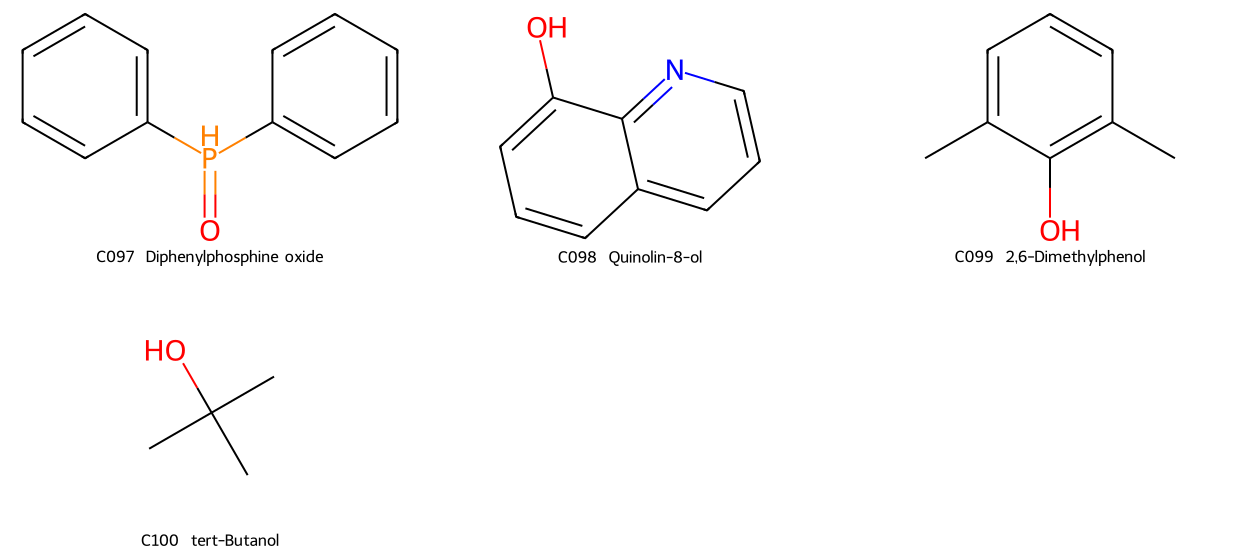 OH
N
H
P
O
C097 Diphenylphosphine oxide
C098 Quinolin-8-ol
OH
C099 2,6-Dimethylphenol
HO
C100 tert-Butanol